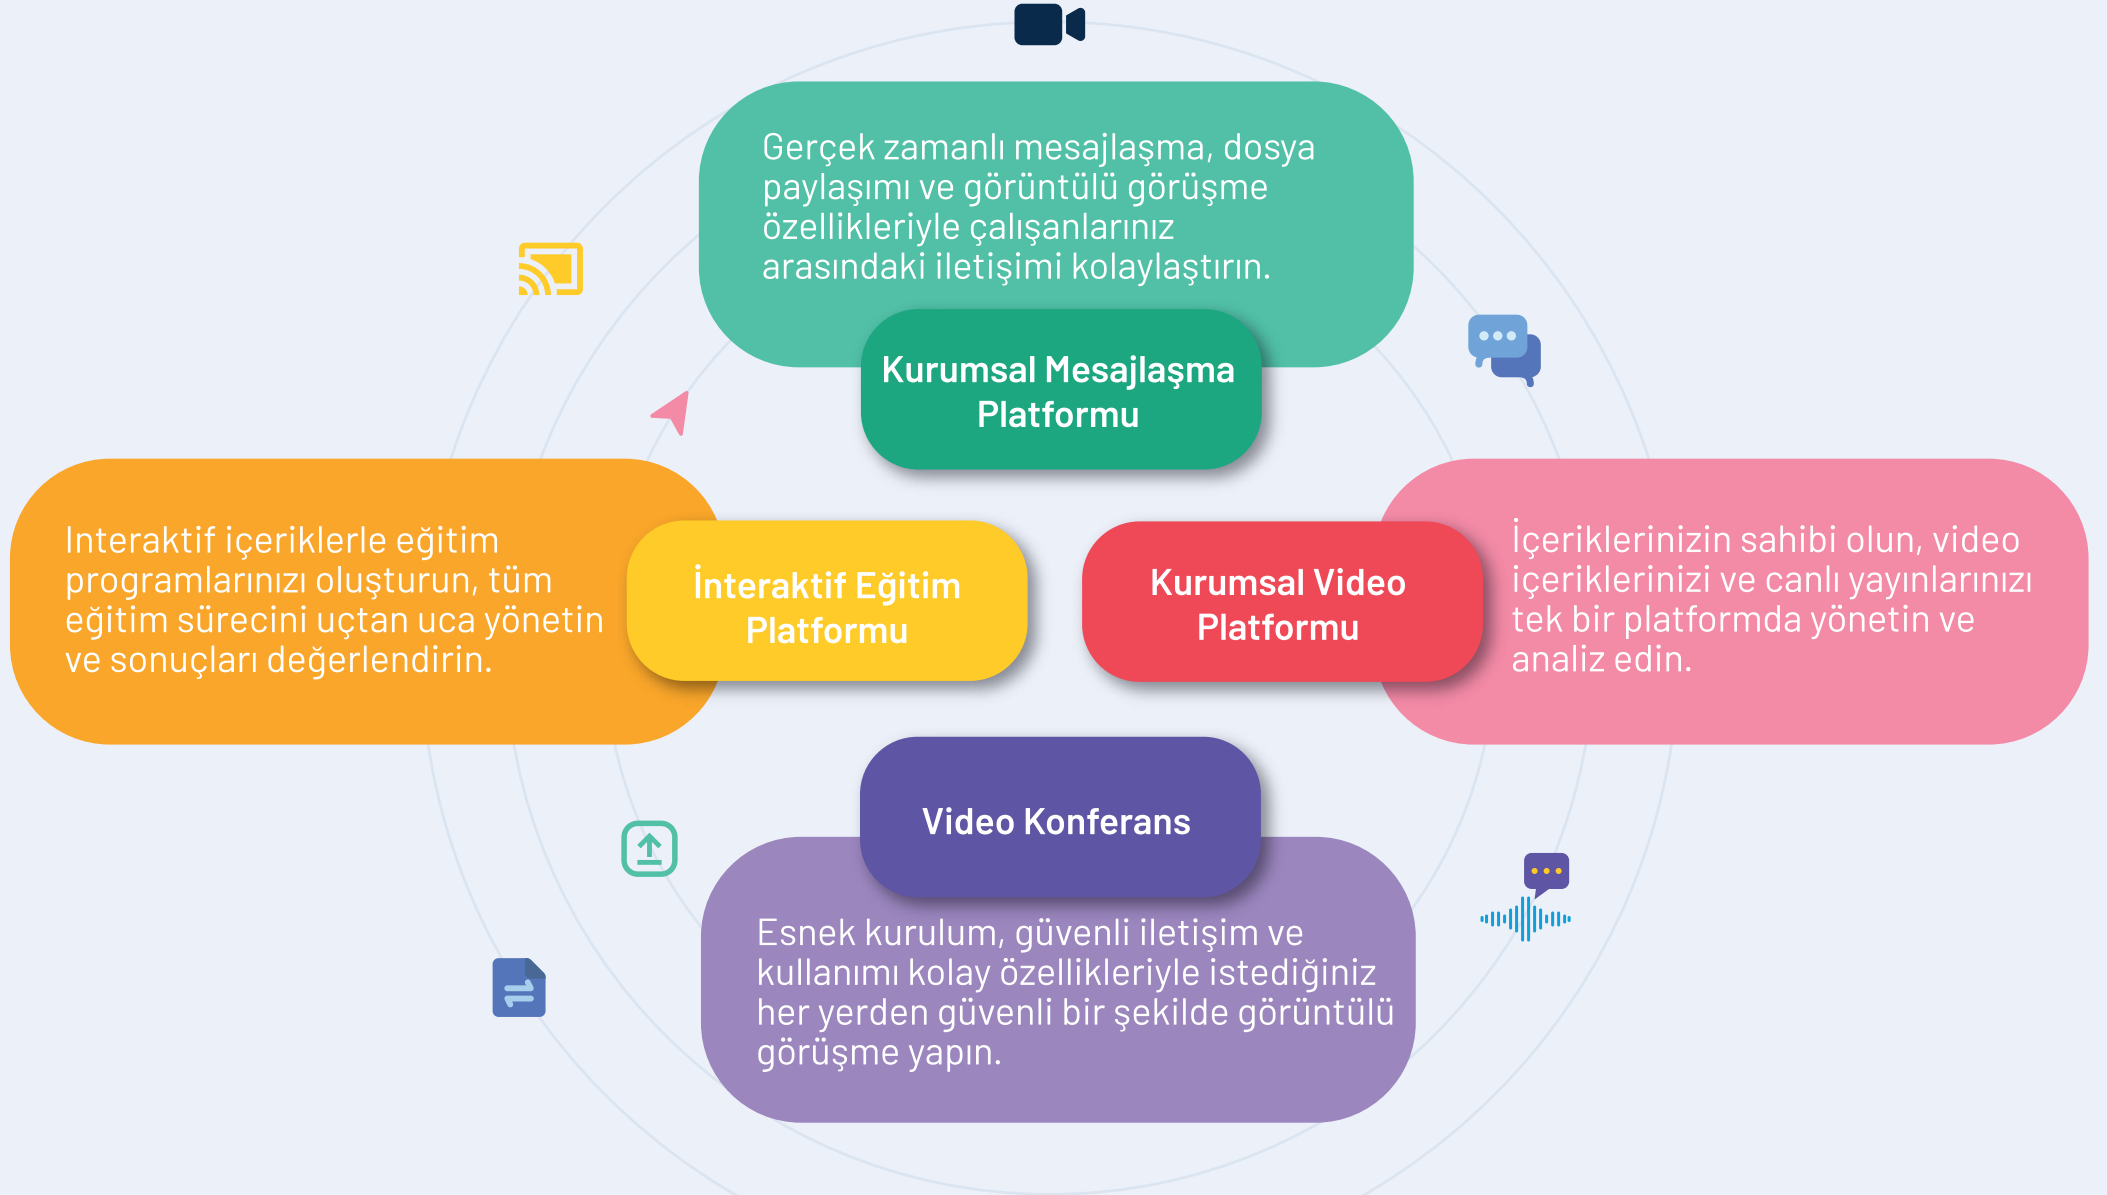 Gerçek zamanlı mesajlaşma, dosya
paylaşımı ve görüntülü görüşme
özellikleriyle çalışanlarınız
arasındaki iletişimi kolaylaştırın.
Kurumsal Mesajlaşma
Platformu
Interaktif içeriklerle eğitim
programlarınızı oluşturun, tüm
eğitim sürecini uçtan uca yönetin
ve sonuçları değerlendirin.
İnteraktif Eğitim
Platformu
Kurumsal Video
Platformu
İçeriklerinizin sahibi olun, video
içeriklerinizi ve canlı yayınlarınızı
tek bir platformda yönetin ve
analiz edin.
Video Konferans
Esnek kurulum, güvenli iletişim ve
kullanımı kolay özellikleriyle istediğiniz
her yerden güvenli bir şekilde görüntülü
görüşme yapın.